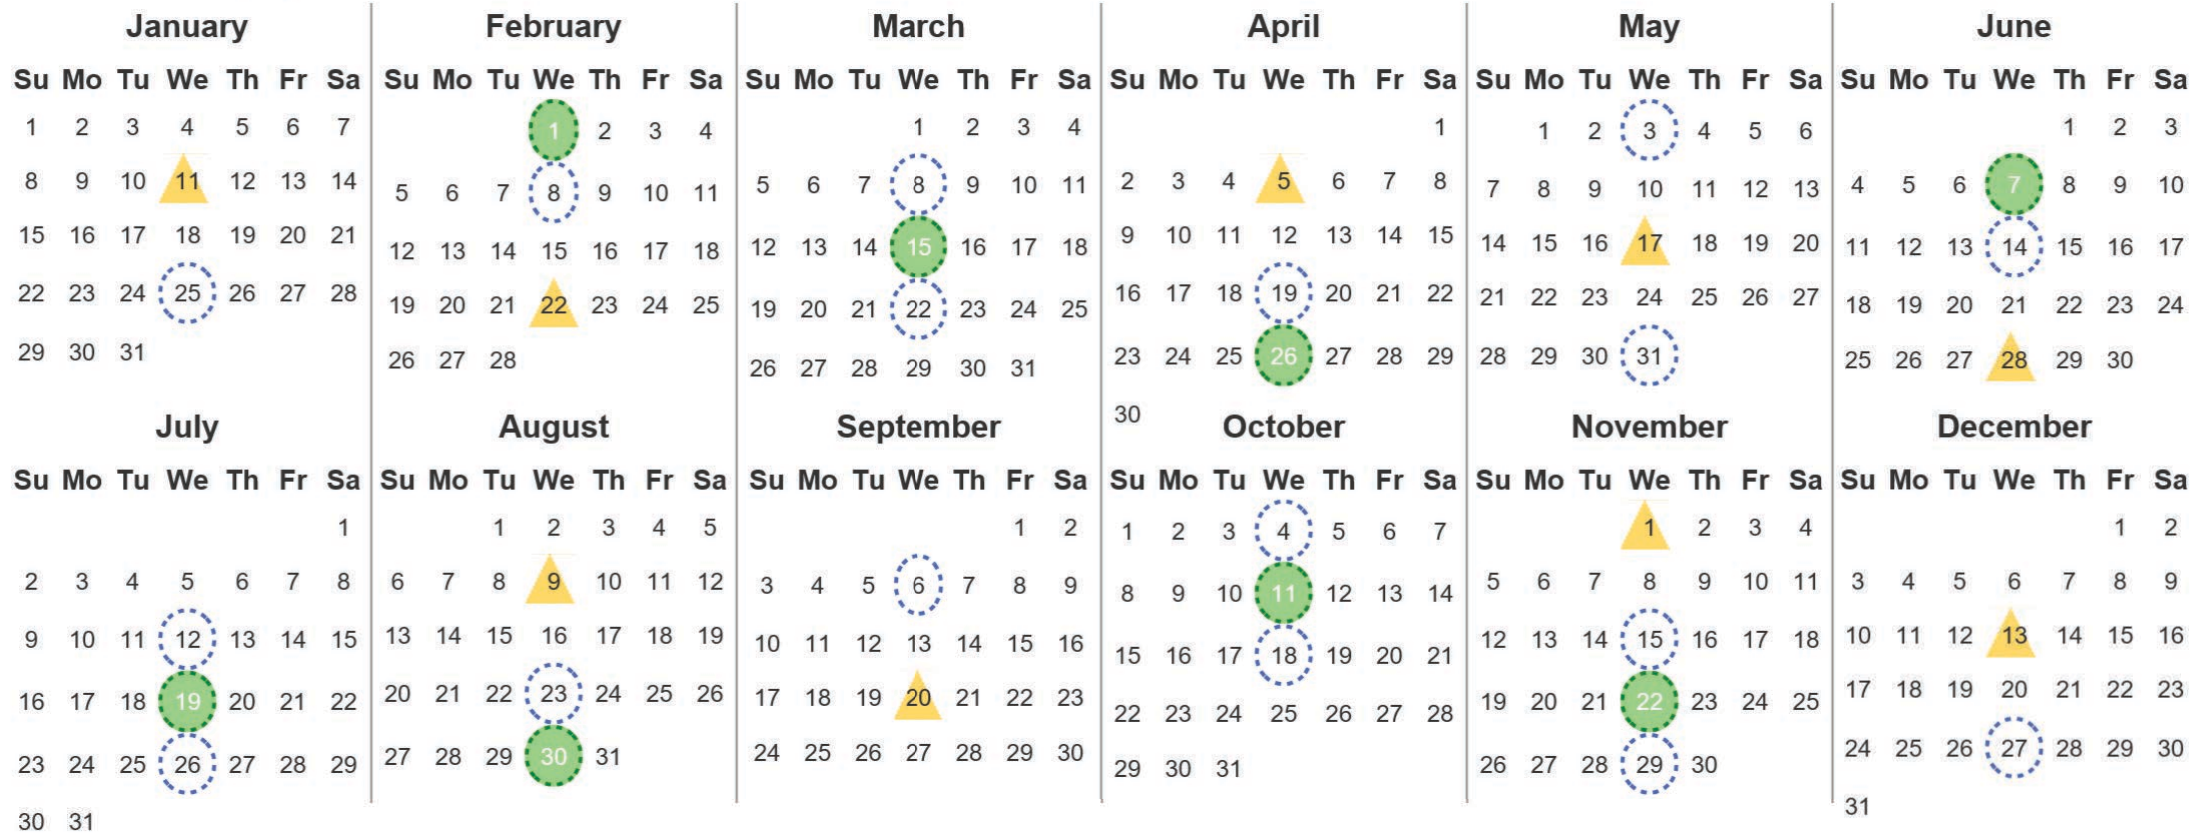 January
Su Mo Tu We Th Fr Sa
1 2 3 4 5 6 7
8 9 10 11 12 13 14
15 16 17 18 19 20 21
22 23 24 25 26 27 28
29 30 31
February
Su Mo Tu We Th Fr Sa
1 2 3 4
5 6 7 8 9 10 11
12 13 14 15 16 17 18
19 20 21 22 23 24 25
26 27 28
March
Su Mo Tu We Th Fr Sa
1 2 3 4
5 6 7 8 9 10 11
12 13 14 15 16 17 18
19 20 21 22 23 24 25
26 27 28 29 30 31
April
Su Mo Tu We Th Fr Sa
1
2 3 4 5 6 7 8
9 10 11 12 13 14 15
16 17 18 19 20 21 22
23 24 25 26 27 28 29
30
May
Su Mo Tu We Th Fr Sa
1 2 3 4 5 6
7 8 9 10 11 12 13
14 15 16 17 18 19 20
21 22 23 24 25 26 27
28 29 30 31
June
Su Mo Tu We Th Fr Sa
1 2 3
4 5 6 7 8 9 10
11 12 13 14 15 16 17
18 19 20 21 22 23 24
25 26 27 28 29 30
July
Su Mo Tu We Th Fr Sa
1
2 3 4 5 6 7 8
9 10 11 12 13 14 15
16 17 18 19 20 21 22
23 24 25 26 27 28 29
30 31
August
Su Mo Tu We Th Fr Sa
1 2 3 4 5
6 7 8 9 10 11 12
13 14 15 16 17 18 19
20 21 22 23 24 25 26
27 28 29 30 31
September
Su Mo Tu We Th Fr Sa
1 2
3 4 5 6 7 8 9
10 11 12 13 14 15 16
17 18 19 20 21 22 23
24 25 26 27 28 29 30
October
Su Mo Tu We Th Fr Sa
1 2 3 4 5 6 7
8 9 10 11 12 13 14
15 16 17 18 19 20 21
22 23 24 25 26 27 28
29 30 31
November
Su Mo Tu We Th Fr Sa
1 2 3 4
5 6 7 8 9 10 11
12 13 14 15 16 17 18
19 20 21 22 23 24 25
26 27 28 29 30
December
Su Mo Tu We Th Fr Sa
1 2
3 4 5 6 7 8 9
10 11 12 13 14 15 16
17 18 19 20 21 22 23
24 25 26 27 28 29 30
31